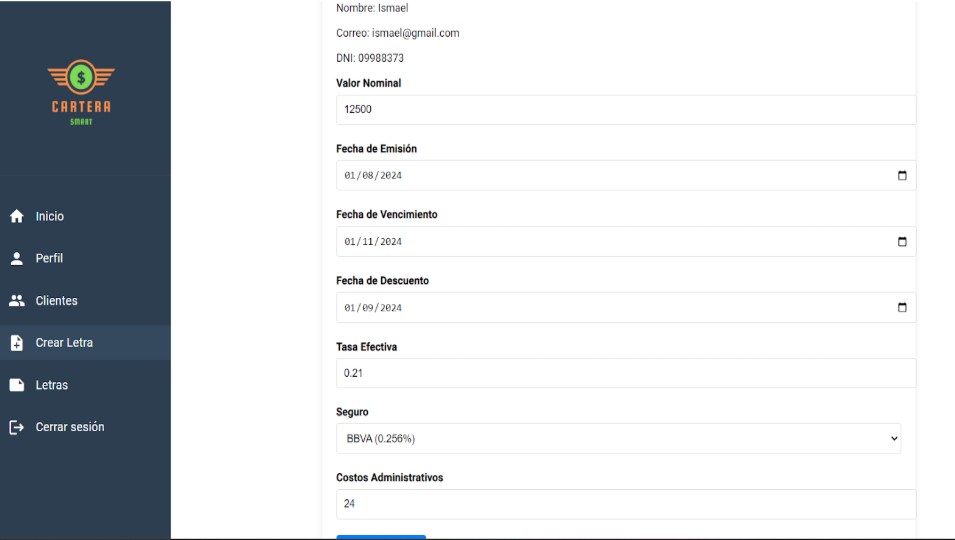 $
CARTERA
SMART
Inicio
Perfil
Clientes
Crear Letra
Letras
Cerrar sesión
Nombre: Ismael
Correo: ismael@gmail.com
DNI: 09988373
Valor Nominal
12500
Fecha de Emisión
01/08/2024
Fecha de Vencimiento
01/11/2024
Fecha de Descuento
01/09/2024
Tasa Efectiva
0.21
Seguro
BBVA (0.256%)
Costos Administrativos
24